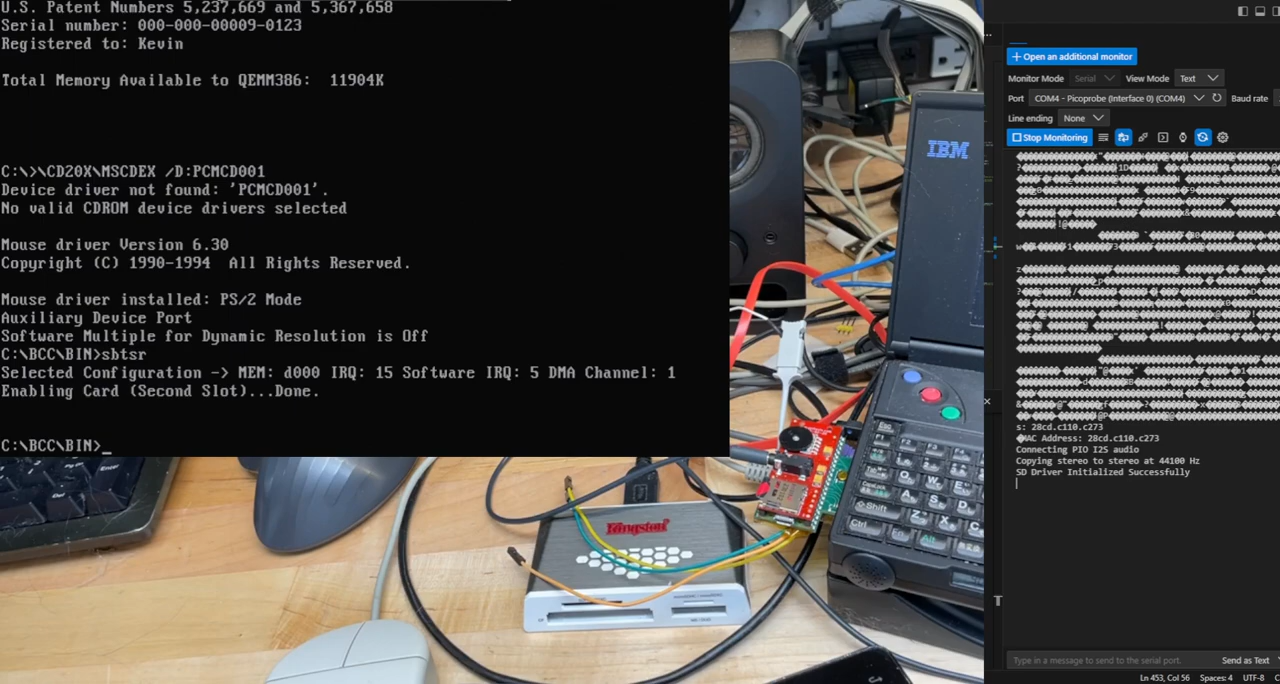 U.S. Patent Numbers 5,237,669 and 5,367,658
Serial number: 000-000-00009-0123
Registered to: Kevin
Total Memory Available to QEMM386:  11904K
C:\>\CD20X\MSCDEX /D:PCMCD001
Device driver not found: 'PCMCD001'.
No valid CDROM device drivers selected
Mouse driver Version 6.30
Copyright (C) 1990-1994  All Rights Reserved.
Mouse driver installed: PS/2 Mode
Auxiliary Device Port
Software Multiple for Dynamic Resolution is Off
C:\BCC\BIN>sbtsr
Selected Configuration -> MEM: d000 IRQ: 15 Software IRQ: 5 DMA Channel: 1
Enabling Card (Second Slot)...Done.
C:\BCC\BIN>_
IBM
Kingston
Esc
Shift
Ctrl
Alt
Open an additional monitor
Monitor Mode Serial View Mode Text
Port COM4 - Picoprobe (Interface 0) (COM4) Baud rate
Line ending None
Stop Monitoring
s: 28cd.c110.c273
MAC Address: 28cd.c110.c273
Connecting PIO I2S audio
Copying stereo to stereo at 44100 Hz
SD Driver Initialized Successfully
Type in a message to send to the serial port. Send as Text
Ln 453, Col 56 Spaces: 4 UTF-8